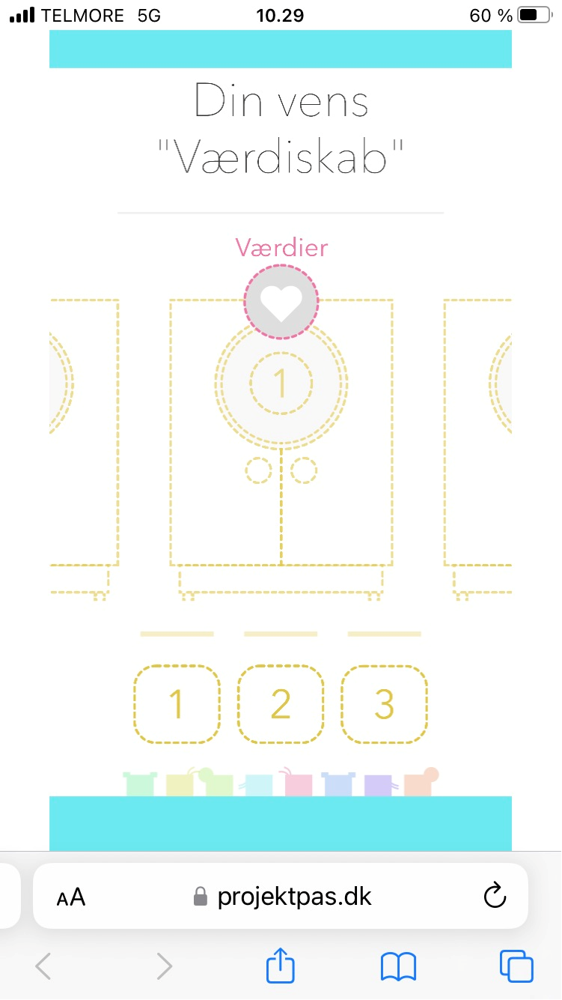 TELMORE 5G 10.29 60 %
Din vens
"Værdiskab"
Værdier
1
1 2 3
AA projektpas.dk